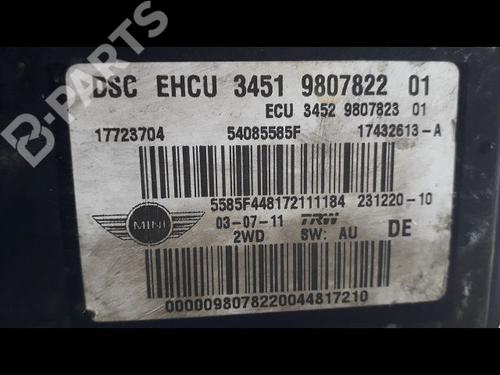 B-PARTS
DSC EHCU 3451 9807822 01
ECU 3452 9807823 01
17723704 54085585F 17432613-A
5585F448172111184 231220-10
MINI 03-07-11 TRW DE
2WD SW: AU
0000098078220044817210